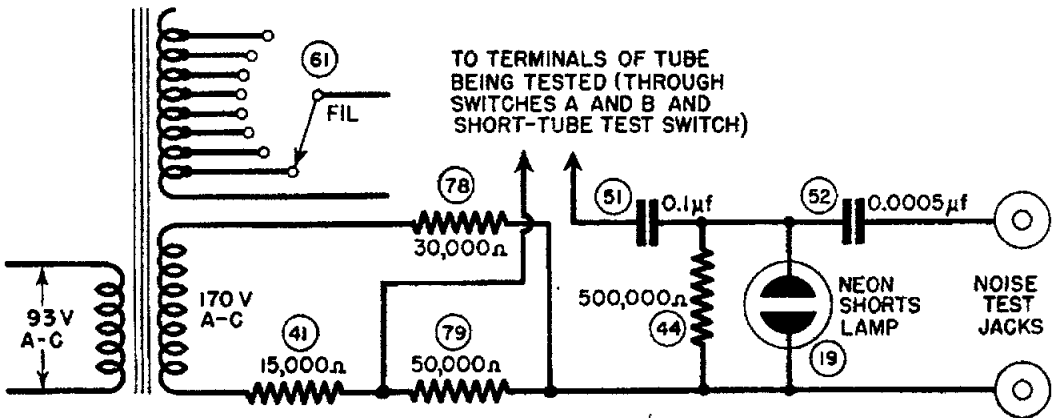 61
FIL
TO TERMINALS OF TUBE
BEING TESTED (THROUGH
SWITCHES A AND B AND
SHORT-TUBE TEST SWITCH)
78
30,000Ω
51
0.1μf
52
0.0005μf
93 V
A-C
170 V
A-C
41
15,000Ω
79
50,000Ω
500,000Ω
44
NEON
SHORTS
LAMP
19
NOISE
TEST
JACKS